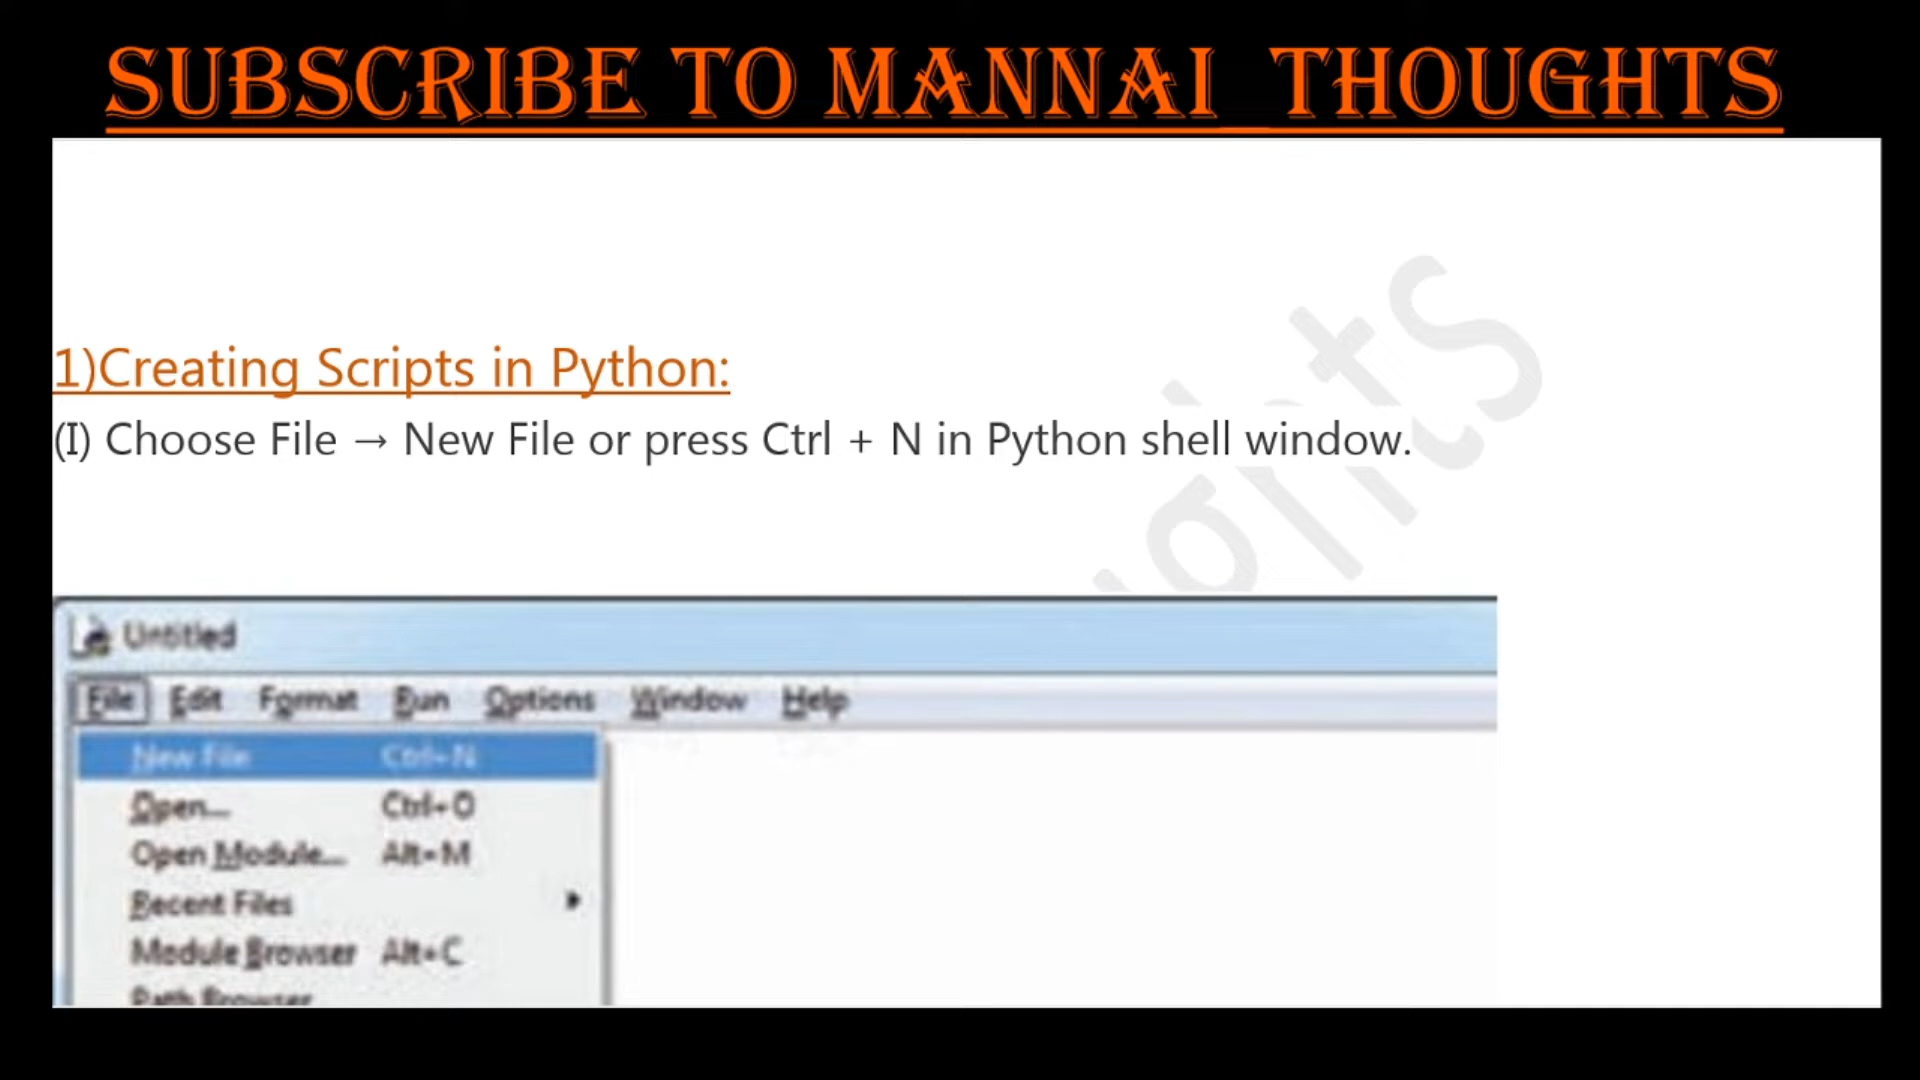 SUBSCRIBE TO MANNAI THOUGHTS
1)Creating Scripts in Python:
(I) Choose File → New File or press Ctrl + N in Python shell window.
Untitled
File Edit Format Run Options Window Help
New File Ctrl+N
Open... Ctrl+O
Open Module... Alt+M
Recent Files
Module Browser Alt+C
Path Browser